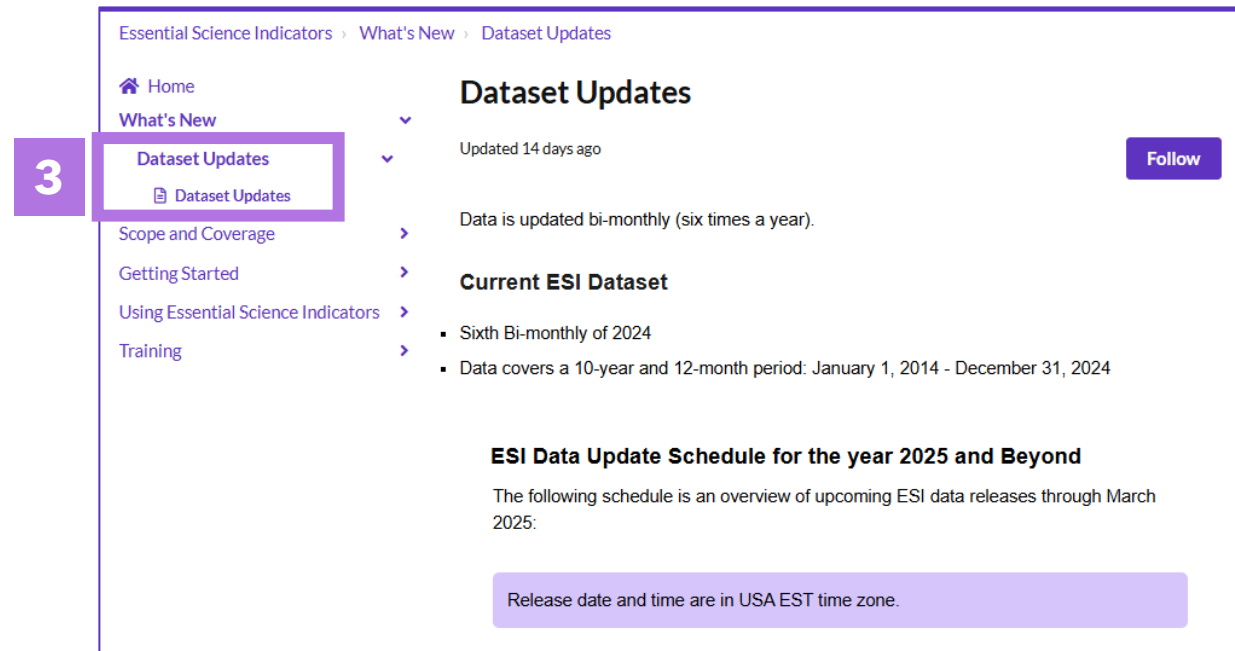 Essential Science Indicators › What's New › Dataset Updates
Home
What's New
3
Dataset Updates
Dataset Updates
Scope and Coverage
Getting Started
Using Essential Science Indicators
Training
Dataset Updates
Updated 14 days ago
Follow
Data is updated bi-monthly (six times a year).
Current ESI Dataset
▪ Sixth Bi-monthly of 2024
▪ Data covers a 10-year and 12-month period: January 1, 2014 - December 31, 2024
ESI Data Update Schedule for the year 2025 and Beyond
The following schedule is an overview of upcoming ESI data releases through March
2025:
Release date and time are in USA EST time zone.